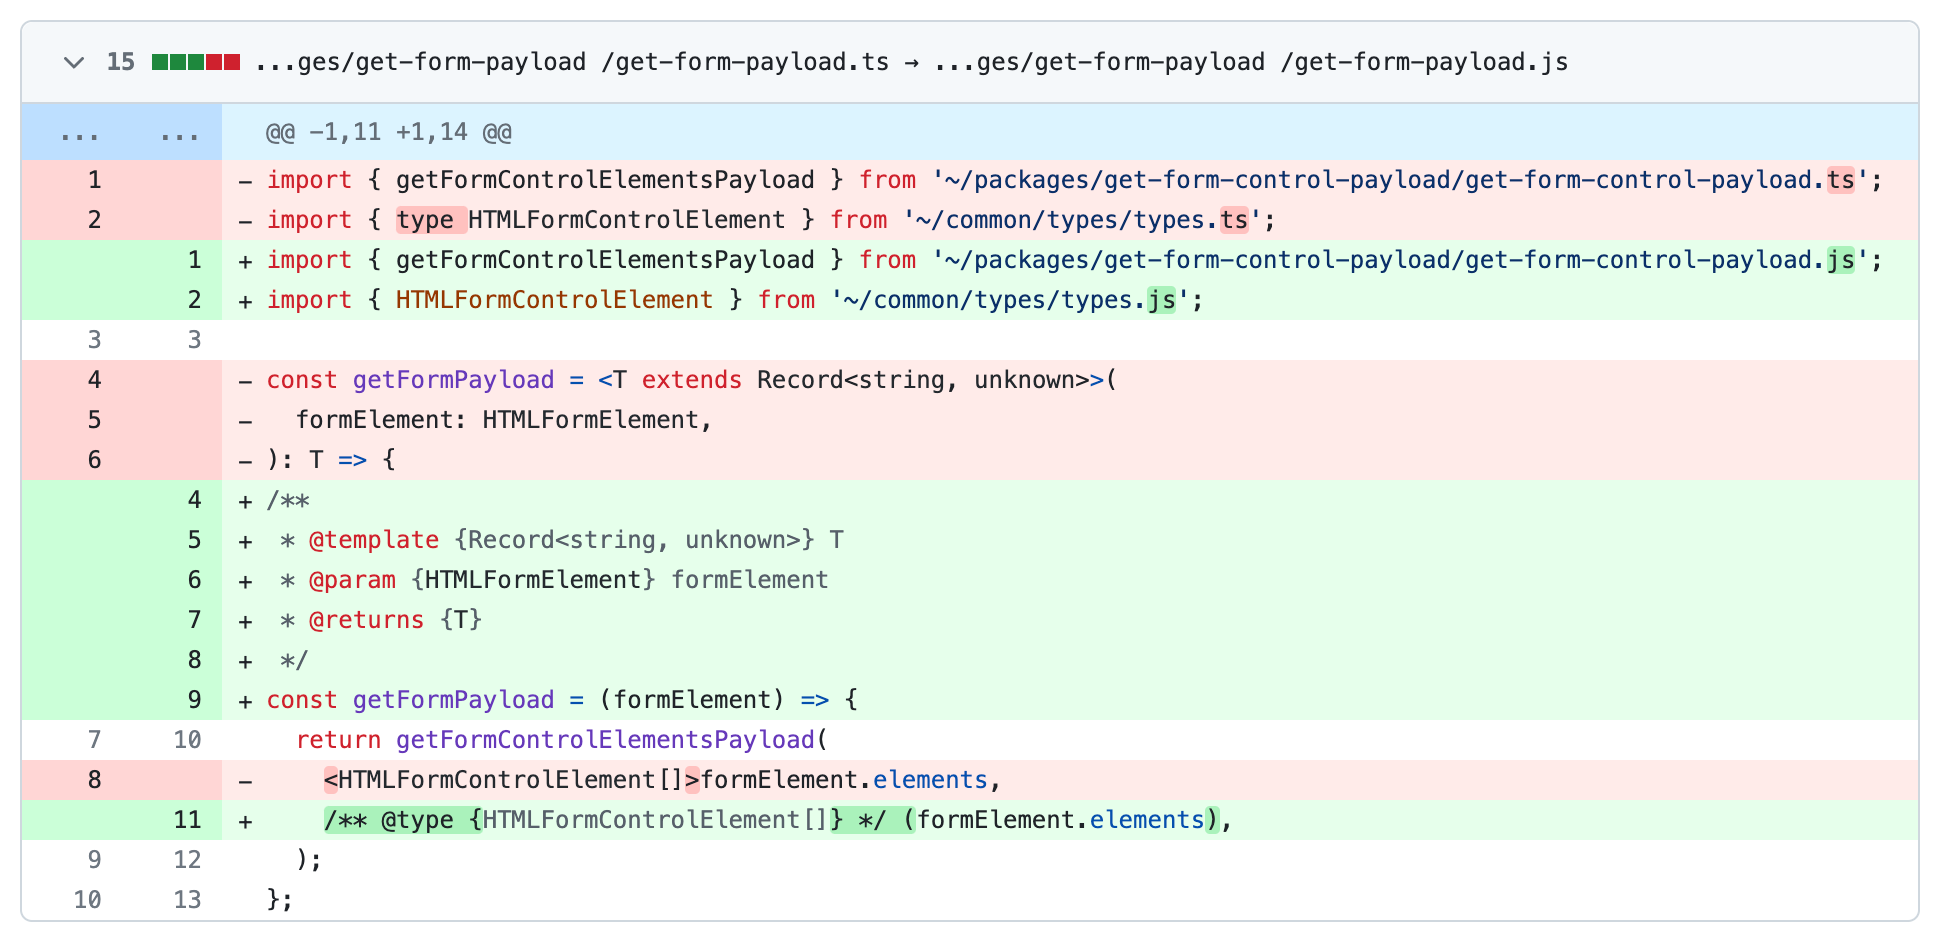 15 ...ges/get-form-payload /get-form-payload.ts → ...ges/get-form-payload /get-form-payload.js
... ... @@ -1,11 +1,14 @@
1 - import { getFormControlElementsPayload } from '~/packages/get-form-control-payload/get-form-control-payload.ts';
2 - import { type HTMLFormControlElement } from '~/common/types/types.ts';
1 + import { getFormControlElementsPayload } from '~/packages/get-form-control-payload/get-form-control-payload.js';
2 + import { HTMLFormControlElement } from '~/common/types/types.js';
3 3
4 - const getFormPayload = <T extends Record<string, unknown>>(
5 -   formElement: HTMLFormElement,
6 - ): T => {
4 + /**
5 +  * @template {Record<string, unknown>} T
6 +  * @param {HTMLFormElement} formElement
7 +  * @returns {T}
8 +  */
9 + const getFormPayload = (formElement) => {
7 10   return getFormControlElementsPayload(
8 -     <HTMLFormControlElement[]>formElement.elements,
11 +     /** @type {HTMLFormControlElement[]} */ (formElement.elements),
9 12   );
10 13 };